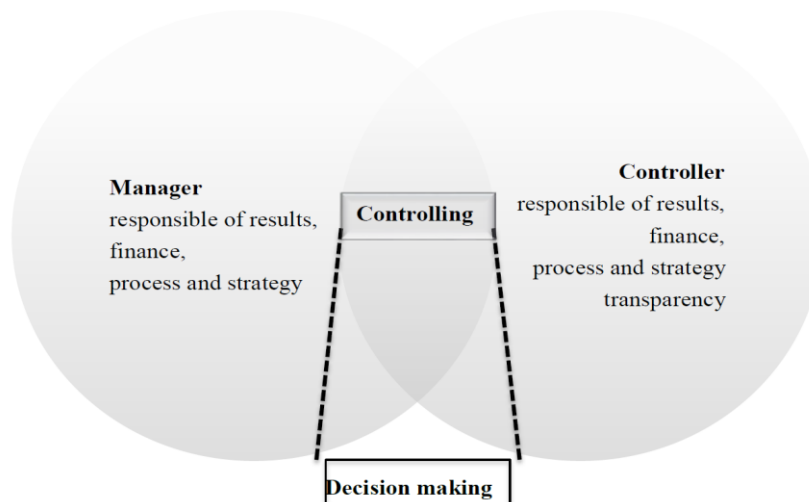 Manager
responsible of results,
finance,
process and strategy
Controlling
Controller
responsible of results,
finance,
process and strategy
transparency
Decision making